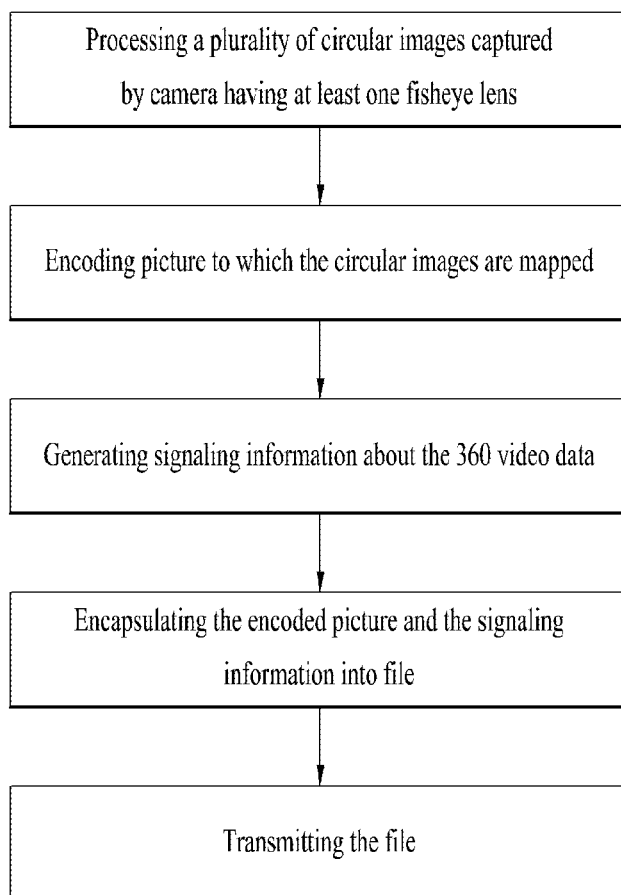 Processing a plurality of circular images captured
by camera having at least one fisheye lens
Encoding picture to which the circular images are mapped
Generating signaling information about the 360 video data
Encapsulating the encoded picture and the signaling
information into file
Transmitting the file